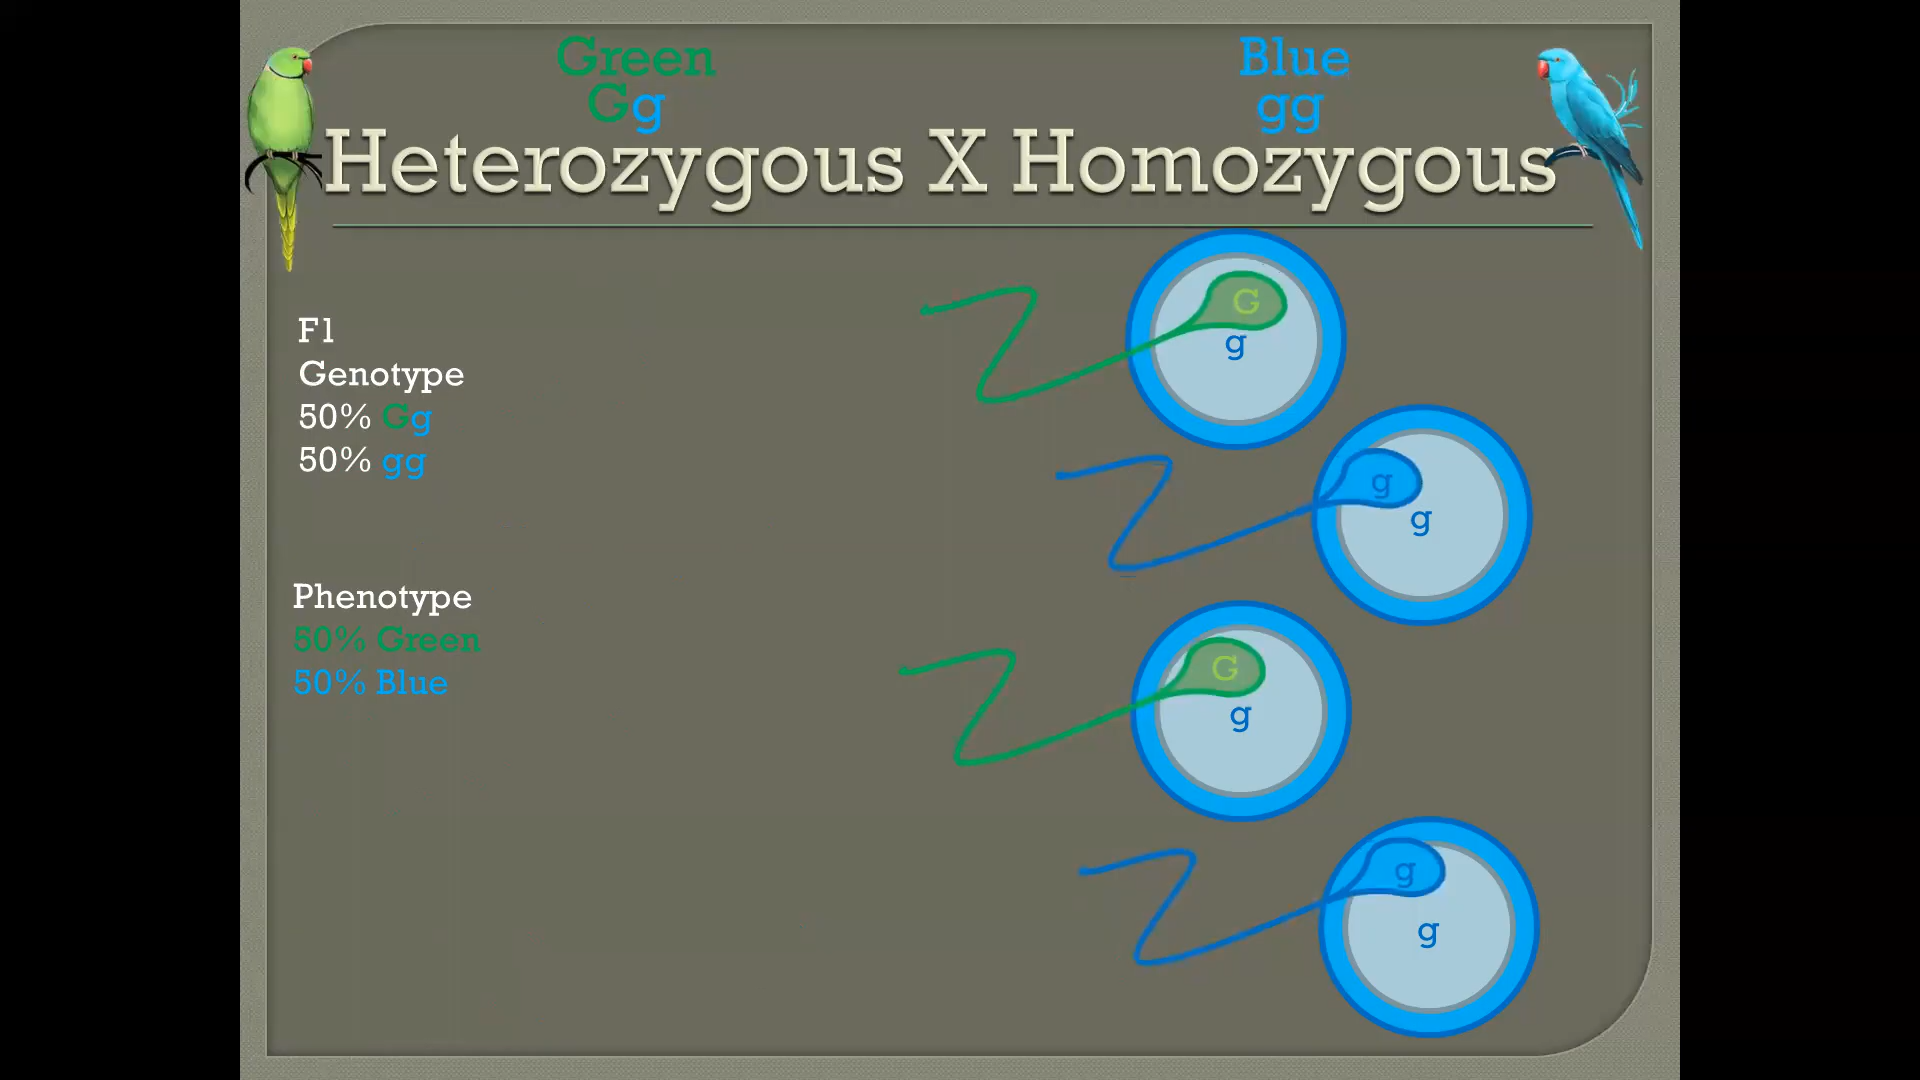 Green
Gg
Blue
gg
Heterozygous X Homozygous
F1
Genotype
50% Gg
50% gg
Phenotype
50% Green
50% Blue
G
g
g
g
G
g
g
g